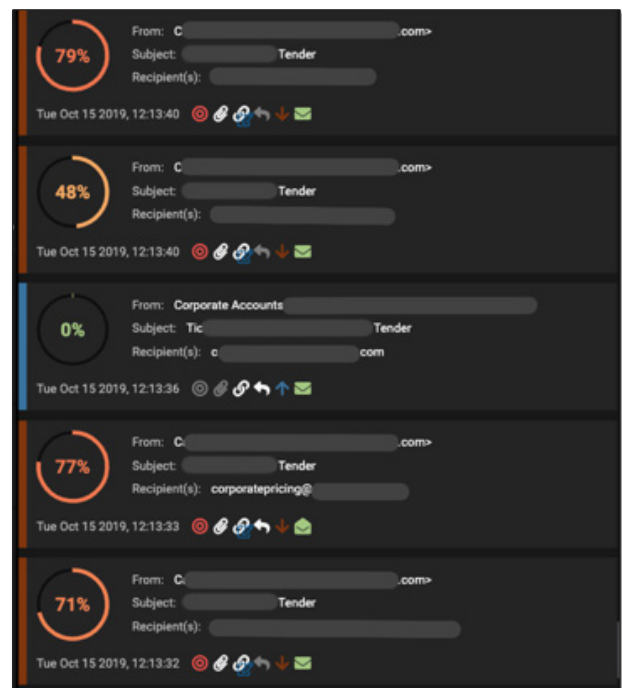 79%
From: C .com>
Subject: Tender
Recipient(s):
Tue Oct 15 2019, 12:13:40
48%
From: C .com>
Subject: Tender
Recipient(s):
Tue Oct 15 2019, 12:13:40
0%
From: Corporate Accounts
Subject: Tic Tender
Recipient(s): c com
Tue Oct 15 2019, 12:13:36
77%
From: C .com>
Subject: Tender
Recipient(s): corporatepricing@
Tue Oct 15 2019, 12:13:33
71%
From: C .com>
Subject: Tender
Recipient(s):
Tue Oct 15 2019, 12:13:32